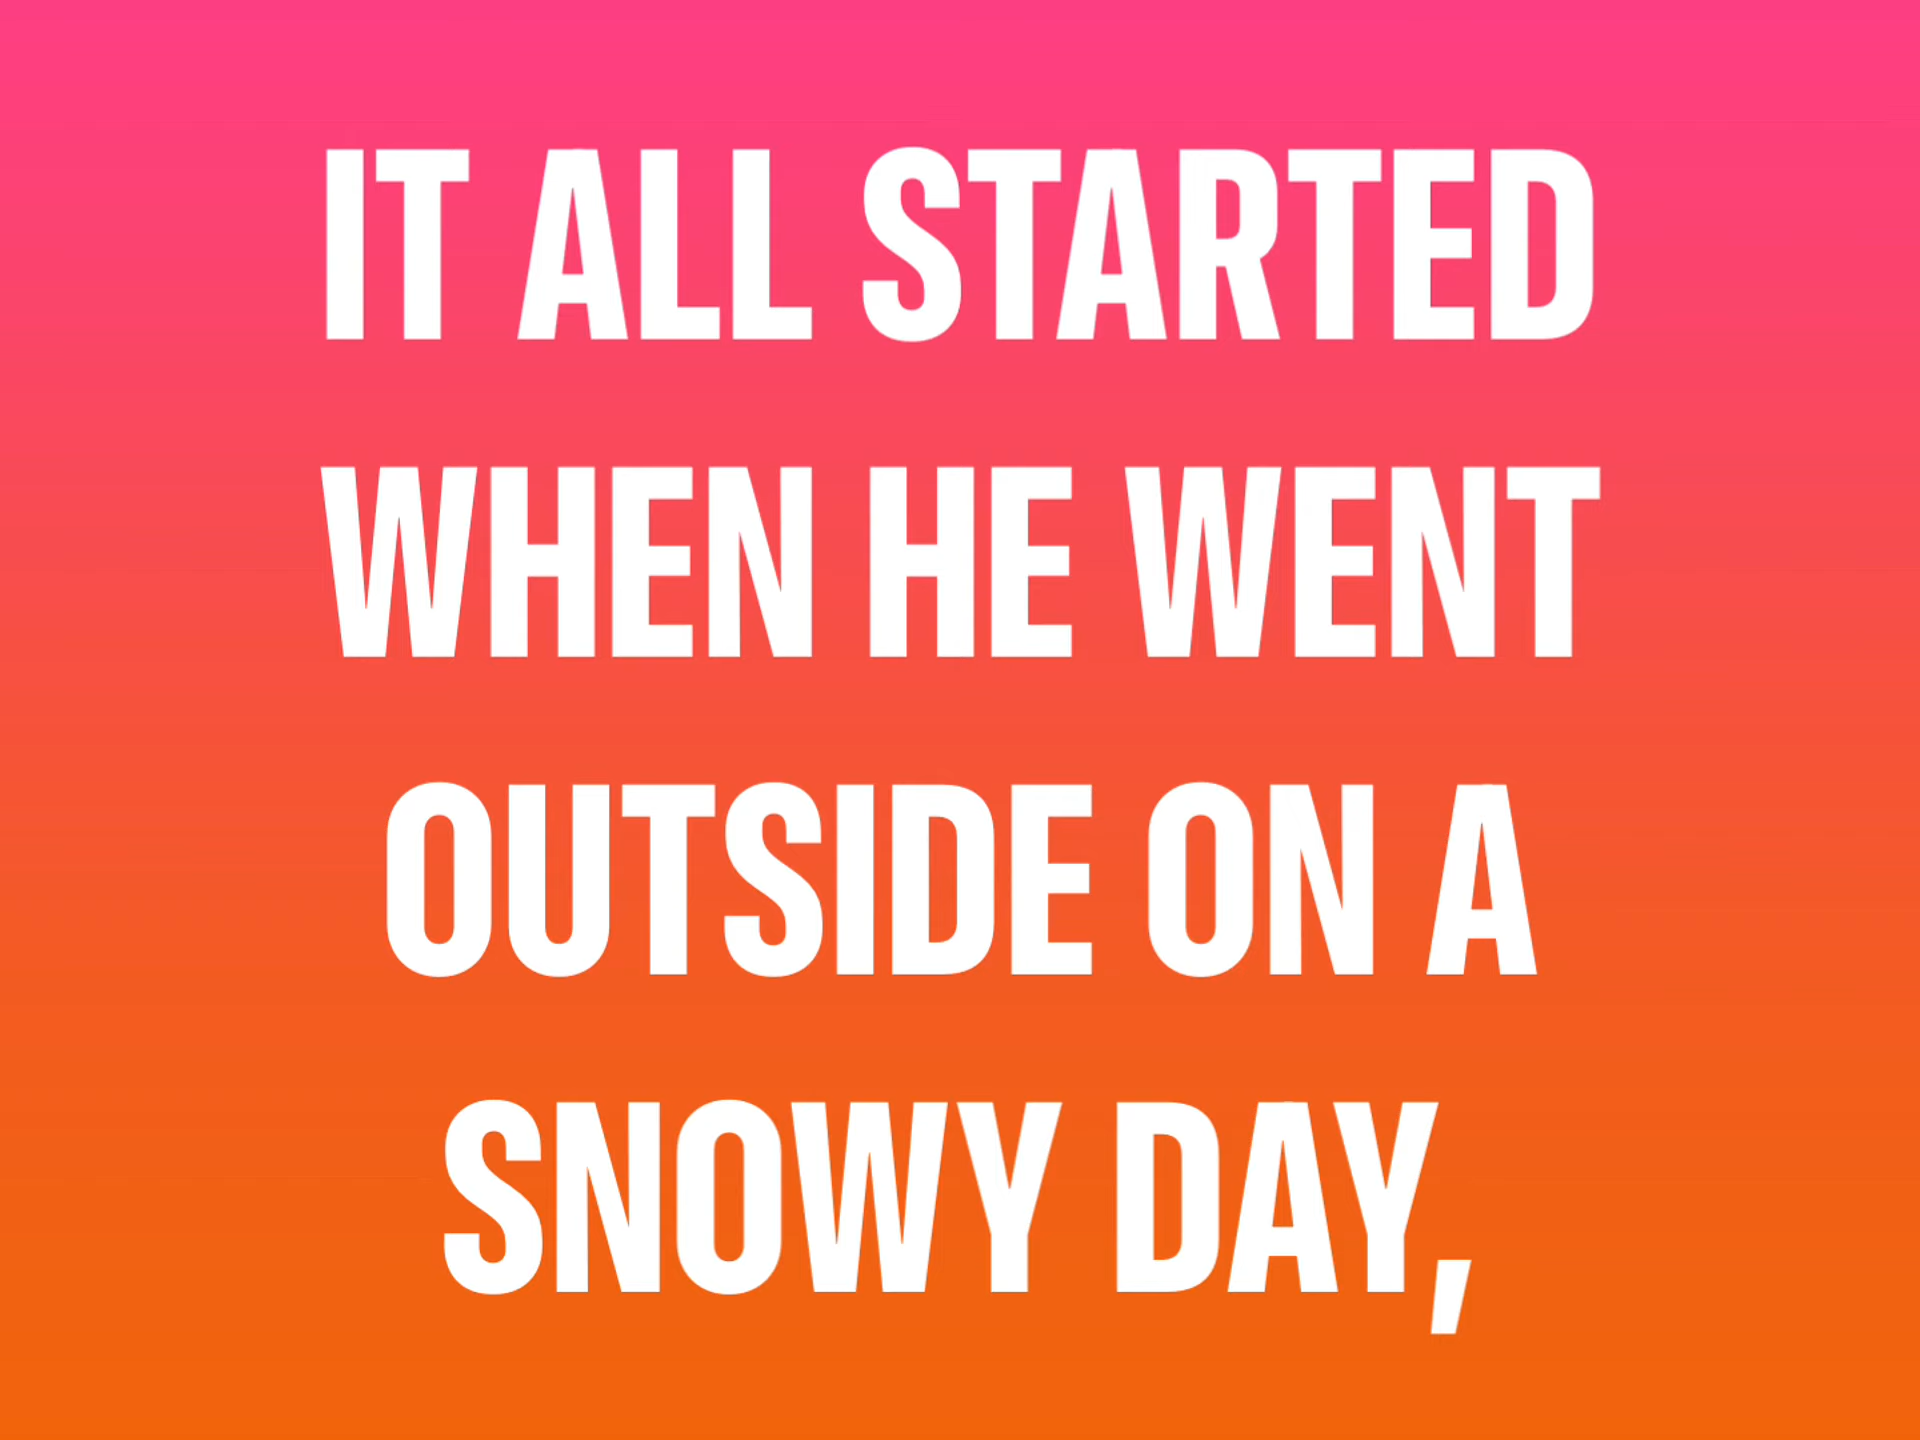 IT ALL STARTED
WHEN HE WENT
OUTSIDE ON A
SNOWY DAY,